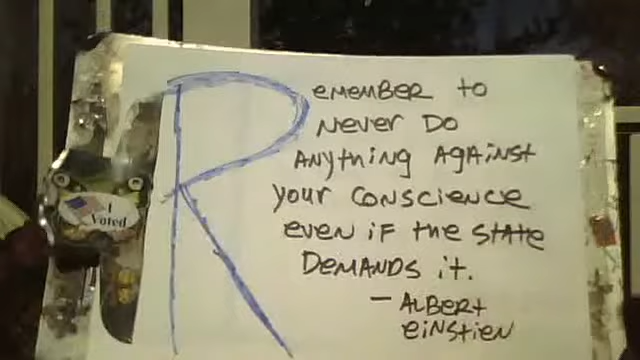 REMEMBER to
NEVER DO
ANYthing AGAINST
your CONSCIENCE
even iF the STATE
DEMANDS it.
- ALBERt
einstien
I
Voted